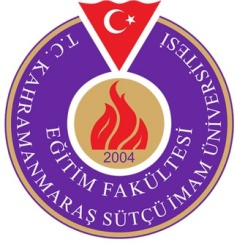 T.C. KAHRAMANMARAŞ SÜTÇÜ İMAM ÜNİVERSİTESİ
EĞİTİM FAKÜLTESİ
2004